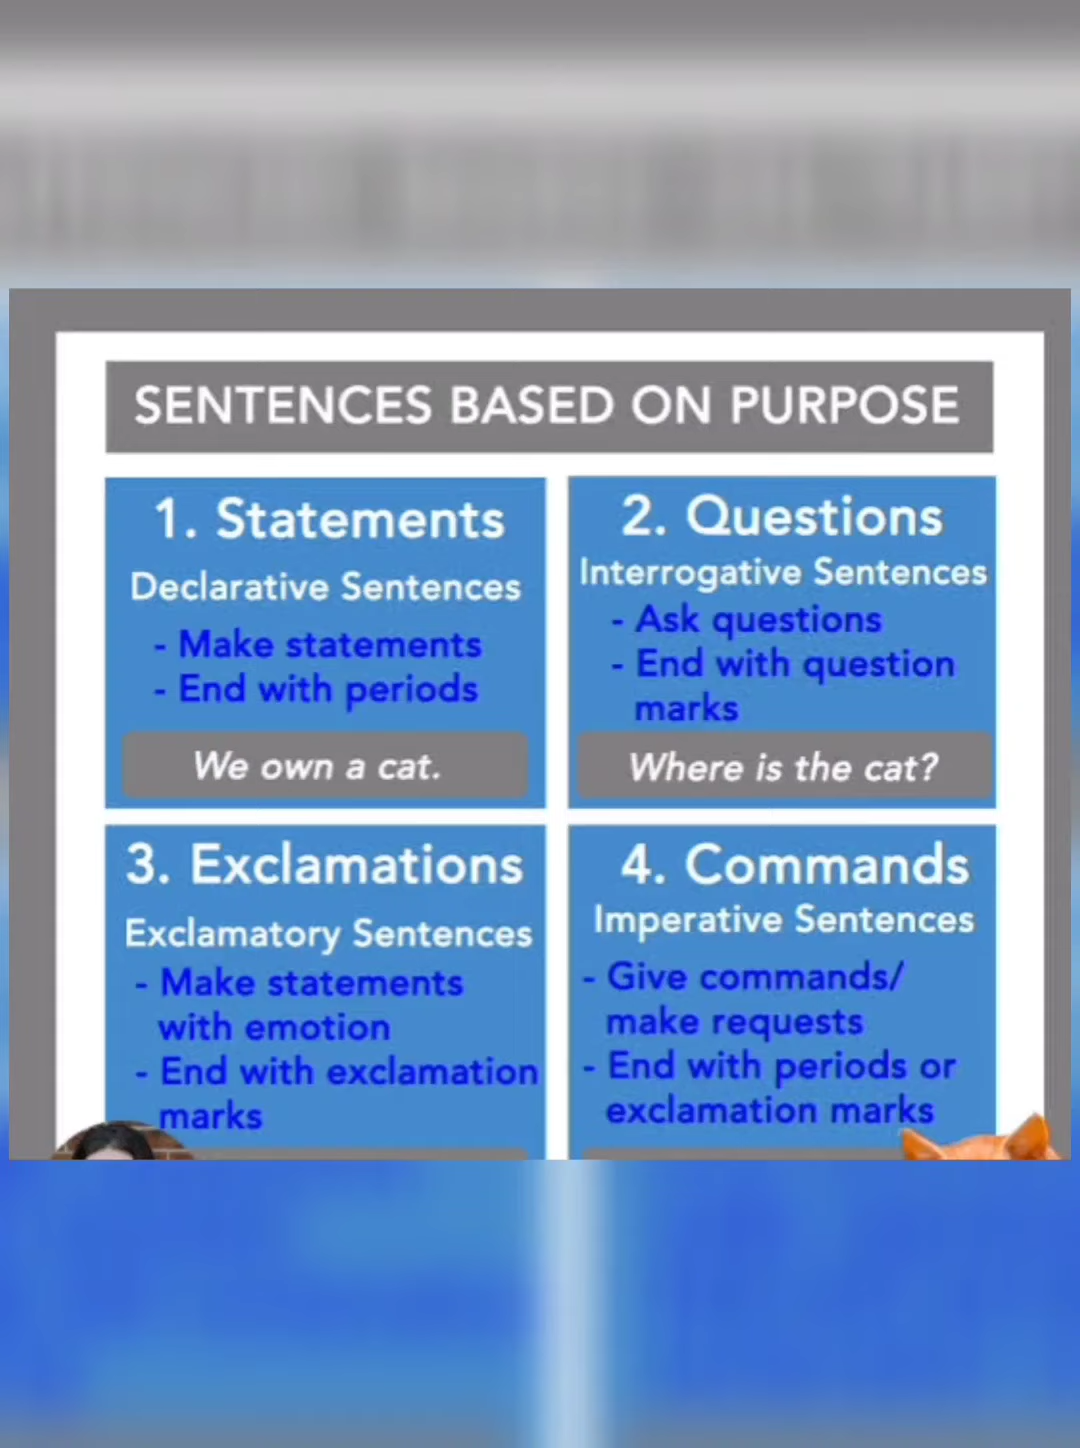 SENTENCES BASED ON PURPOSE
1. Statements
Declarative Sentences
- Make statements
- End with periods
We own a cat.
2. Questions
Interrogative Sentences
- Ask questions
- End with question
marks
Where is the cat?
3. Exclamations
Exclamatory Sentences
- Make statements
with emotion
- End with exclamation
marks
4. Commands
Imperative Sentences
- Give commands/
make requests
- End with periods or
exclamation marks